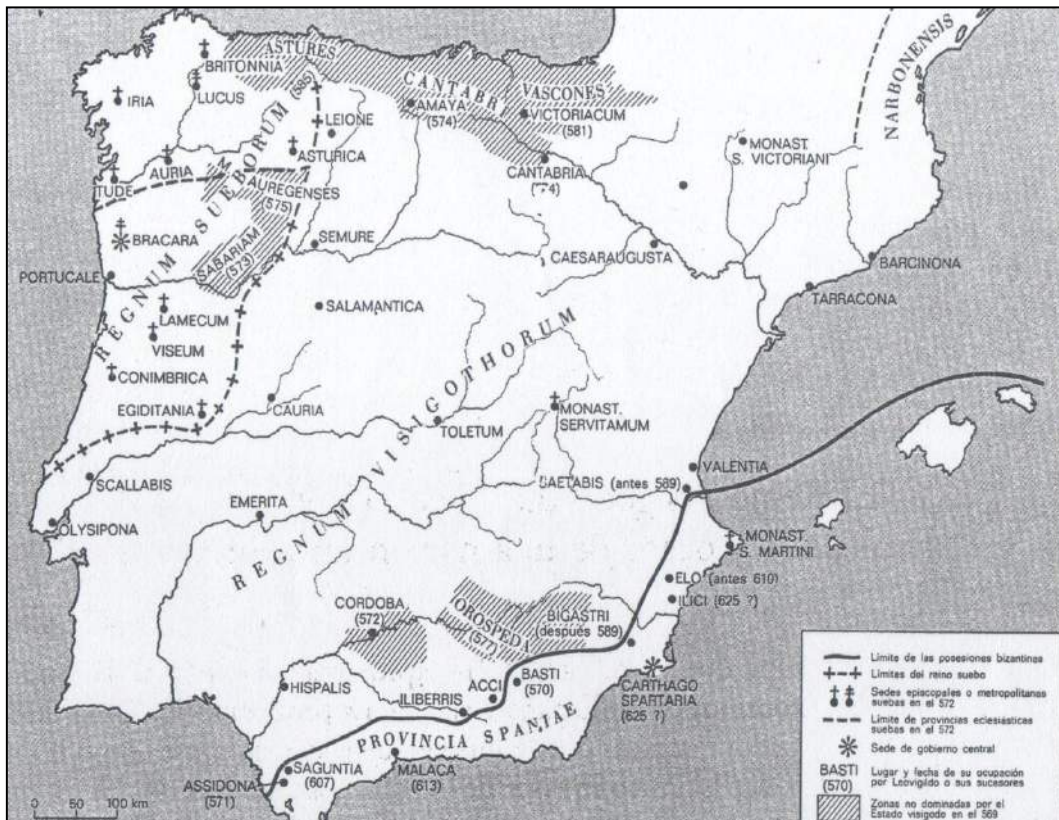 ASTURES
CANTABRI
VASCONES
NARBONENSIS
BRITONNIA
LUCUS
IRIA
(585)
LEIONE
AMAYA
(574)
VICTORIACUM
(581)
MONAST.
S. VICTORIANI
ASTURICA
AURIA
TUDE
CANTABRIA
(574)
AUREGENSES
(575)
REGNUM SUEBORUM
BRACARA
SABARIAM
(573)
SEMURE
CAESARAUGUSTA
BARCINONA
TARRACONA
PORTUCALE
SALAMANTICA
LAMECUM
VISEUM
CONIMBRICA
EGIDITANIA
CAURIA
TOLETUM
MONAST.
SERVITAMUM
REGNUM VISIGOTHORUM
VALENTIA
SAETABIS (antes 589)
SCALLABIS
EMERITA
OLYSIPONA
MONAST.
S. MARTINI
ELO (antes 610)
ILICI (625 ?)
CORDOBA
(572)
OROSPEDA
(577)
BIGASTRI
(después 589)
HISPALIS
ILIBERRIS
ACCI
BASTI
(570)
CARTHAGO
SPARTARIA
(625 ?)
PROVINCIA SPANIAE
SAGUNTIA
(607)
MALACA
(613)
ASSIDONA
(571)
0 50 100 km
Límite de las posesiones bizantinas
Límites del reino suebo
Sedes episcopales o metropolitanas
suebas en el 572
Límite de provincias eclesiásticas
suebas en el 572
Sede de gobierno central
BASTI
(570)
Lugar y fecha de su ocupación
por Leovigildo o sus sucesores
Zonas no dominadas por el
Estado visigodo en el 569